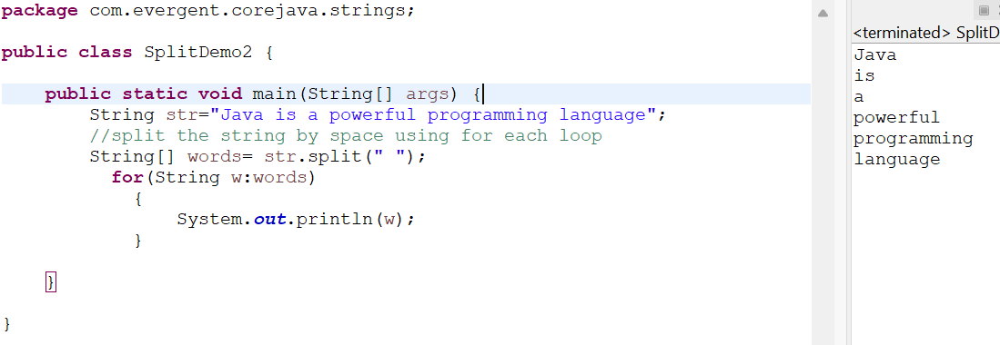 package com.evergent.corejava.strings;
public class SplitDemo2 {
public static void main(String[] args) {
String str="Java is a powerful programming language";
//split the string by space using for each loop
String[] words= str.split(" ");
for(String w:words)
{
System.out.println(w);
}
}
}
<terminated> SplitD
Java
is
a
powerful
programming
language